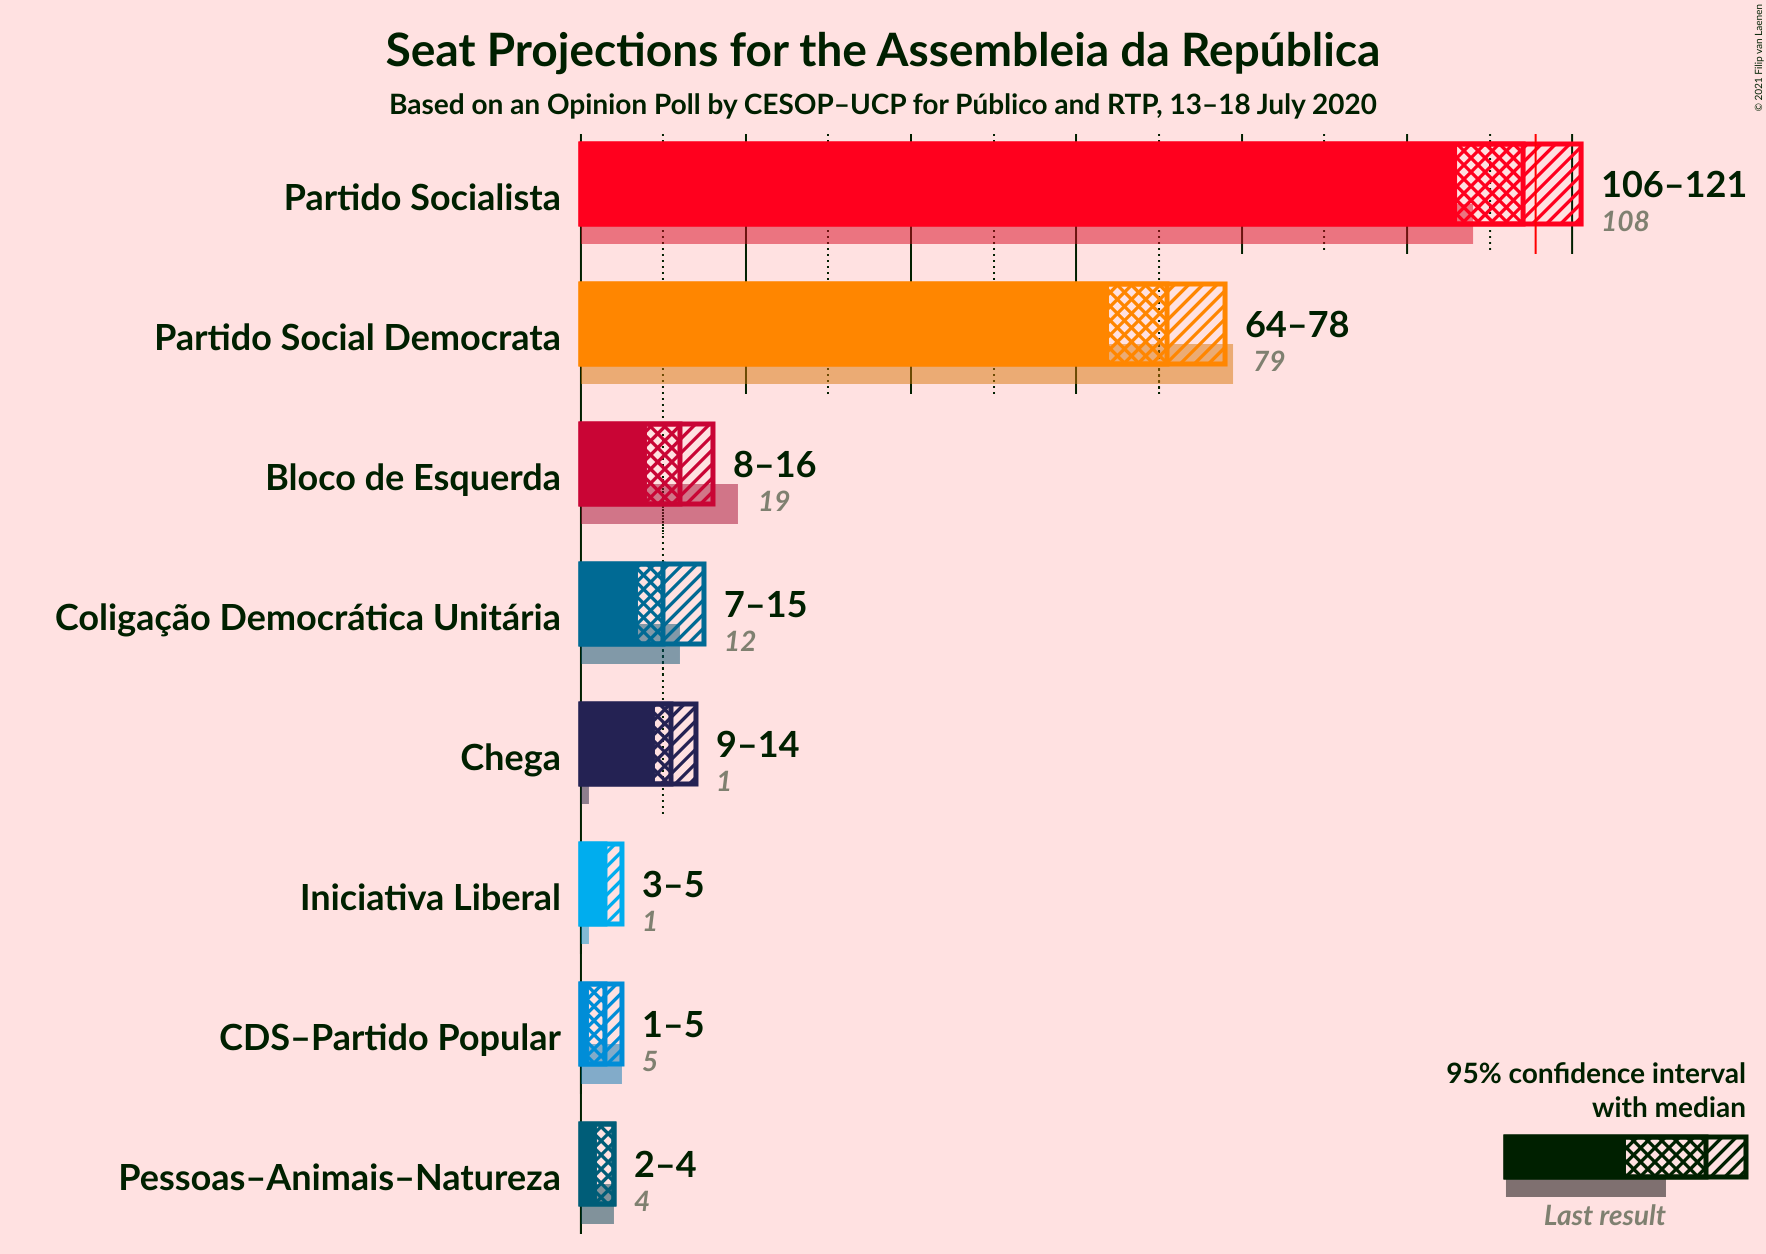 Seat Projections for the Assembleia da República
Based on an Opinion Poll by CESOP–UCP for Público and RTP, 13–18 July 2020
© 2021 Filip van Laenen
Partido Socialista
106–121
108
Partido Social Democrata
64–78
79
Bloco de Esquerda
8–16
19
Coligação Democrática Unitária
7–15
12
Chega
9–14
1
Iniciativa Liberal
3–5
1
CDS–Partido Popular
1–5
5
Pessoas–Animais–Natureza
2–4
4
95% confidence interval
with median
Last result